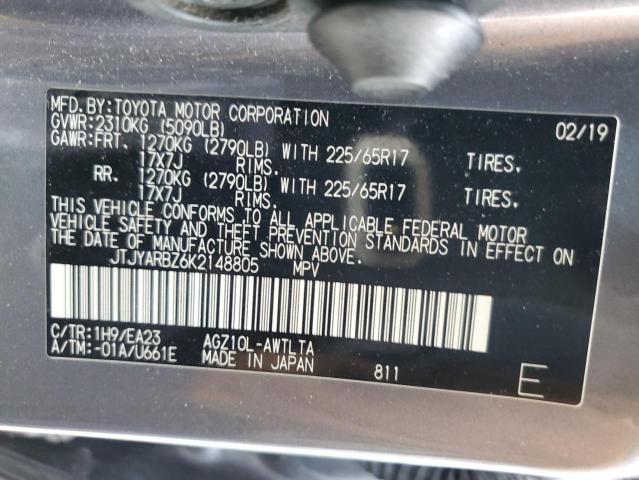 MFD.BY:TOYOTA MOTOR CORPORATION 02/19
GVWR:2310KG (5090LB)
GAWR:FRT. 1270KG (2790LB) WITH 225/65R17 TIRES.
17X7J RIMS.
RR. 1270KG (2790LB) WITH 225/65R17 TIRES.
17X7J RIMS.
THIS VEHICLE CONFORMS TO ALL APPLICABLE FEDERAL MOTOR
VEHICLE SAFETY AND THEFT PREVENTION STANDARDS IN EFFECT ON
THE DATE OF MANUFACTURE SHOWN ABOVE.
JTJYARBZ6K2148805 MPV
C/TR:1H9/EA23 AGZ10L-AWTLTA
A/TM:-01A/U661E MADE IN JAPAN 811 E